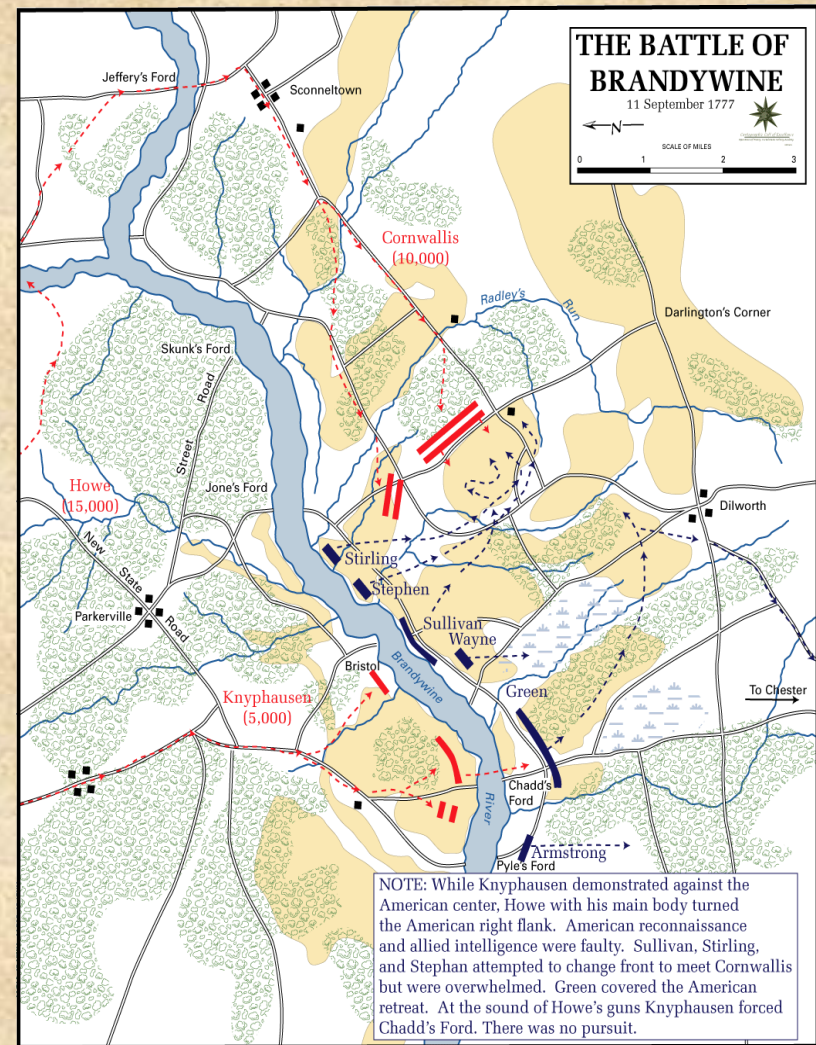 THE BATTLE OF
BRANDYWINE
11 September 1777
N
SCALE OF MILES
0 1 2 3
Jeffery's Ford
Sconneltown
Cornwallis
(10,000)
Radley's
Run
Darlington's Corner
Skunk's Ford
Street Road
Howe
(15,000)
Jone's Ford
Dilworth
New State Road
Stirling
Stephen
Parkerville
Sullivan
Wayne
Bristol
Brandywine
River
Knyphausen
(5,000)
Green
To Chester
Chadd's
Ford
Armstrong
Pyle's Ford
NOTE: While Knyphausen demonstrated against the
American center, Howe with his main body turned
the American right flank. American reconnaissance
and allied intelligence were faulty. Sullivan, Stirling,
and Stephan attempted to change front to meet Cornwallis
but were overwhelmed. Green covered the American
retreat. At the sound of Howe's guns Knyphausen forced
Chadd's Ford. There was no pursuit.